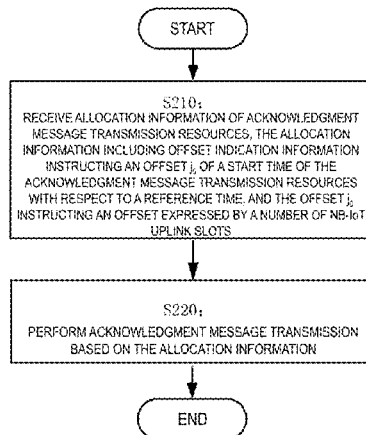 START
S210:
RECEIVE ALLOCATION INFORMATION OF ACKNOWLEDGMENT
MESSAGE TRANSMISSION RESOURCES, THE ALLOCATION
INFORMATION INCLUDING OFFSET INDICATION INFORMATION
INSTRUCTING AN OFFSET j₀ OF A START TIME OF THE
ACKNOWLEDGMENT MESSAGE TRANSMISSION RESOURCES
WITH RESPECT TO A REFERENCE TIME, AND THE OFFSET j₀
INSTRUCTING AN OFFSET EXPRESSED BY A NUMBER OF NB-IoT
UPLINK SLOTS
S220:
PERFORM ACKNOWLEDGMENT MESSAGE TRANSMISSION
BASED ON THE ALLOCATION INFORMATION
END